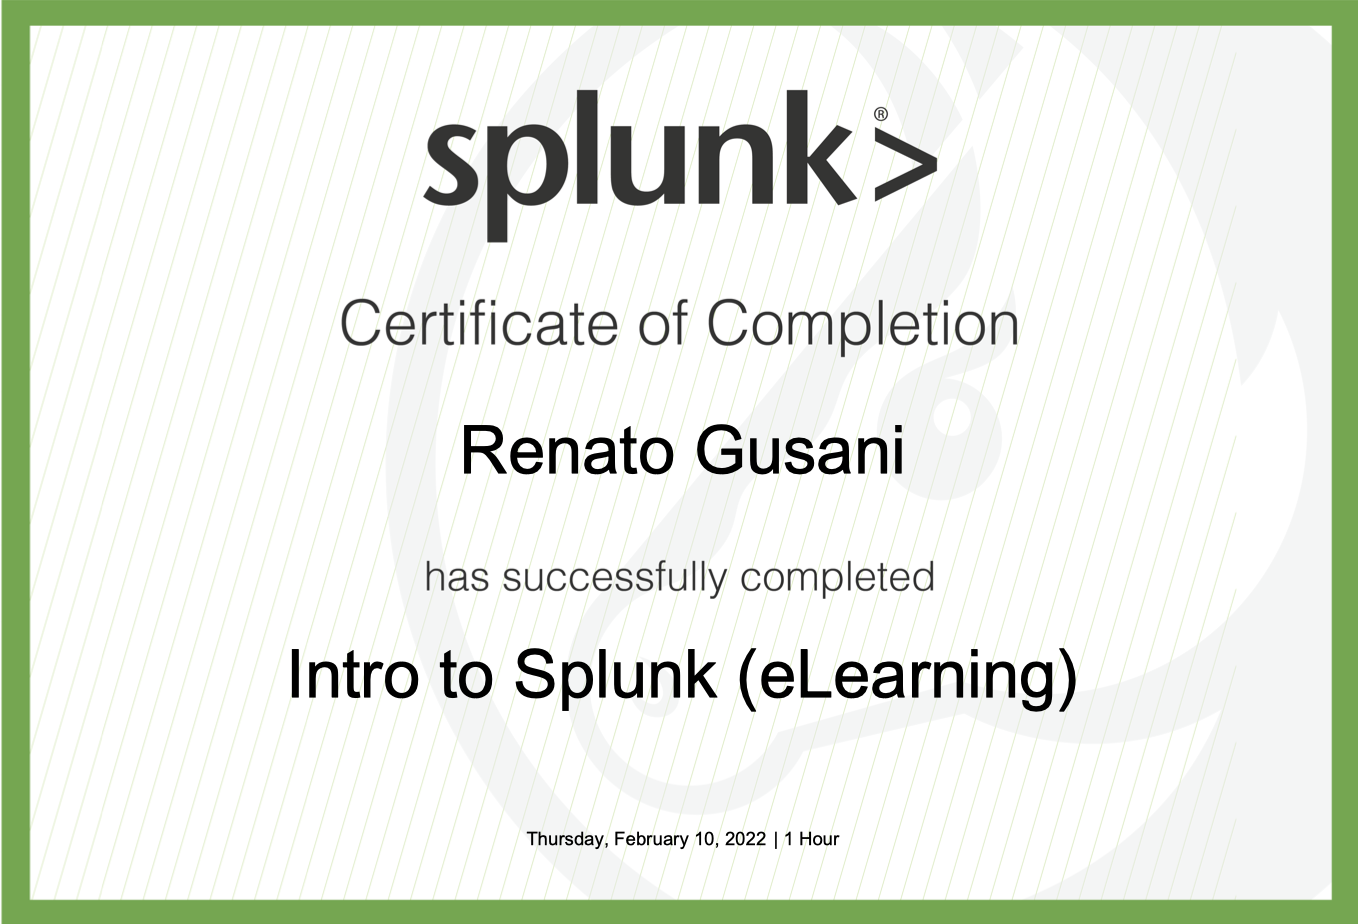 splunk>®
Certificate of Completion
Renato Gusani
has successfully completed
Intro to Splunk (eLearning)
Thursday, February 10, 2022 | 1 Hour